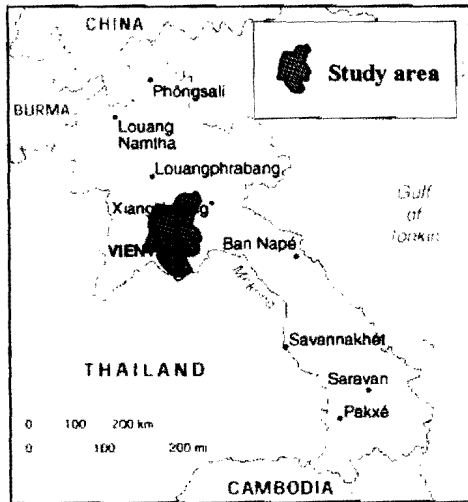 CHINA
Study area
Phôngsali
BURMA
Louang
Namtha
Louangphrabang
Gulf
of
Tonkin
Ban Napé
Mekong
Savannakhét
THAILAND
Saravan
Pakxé
0 100 200 km
0 100 200 mi
CAMBODIA